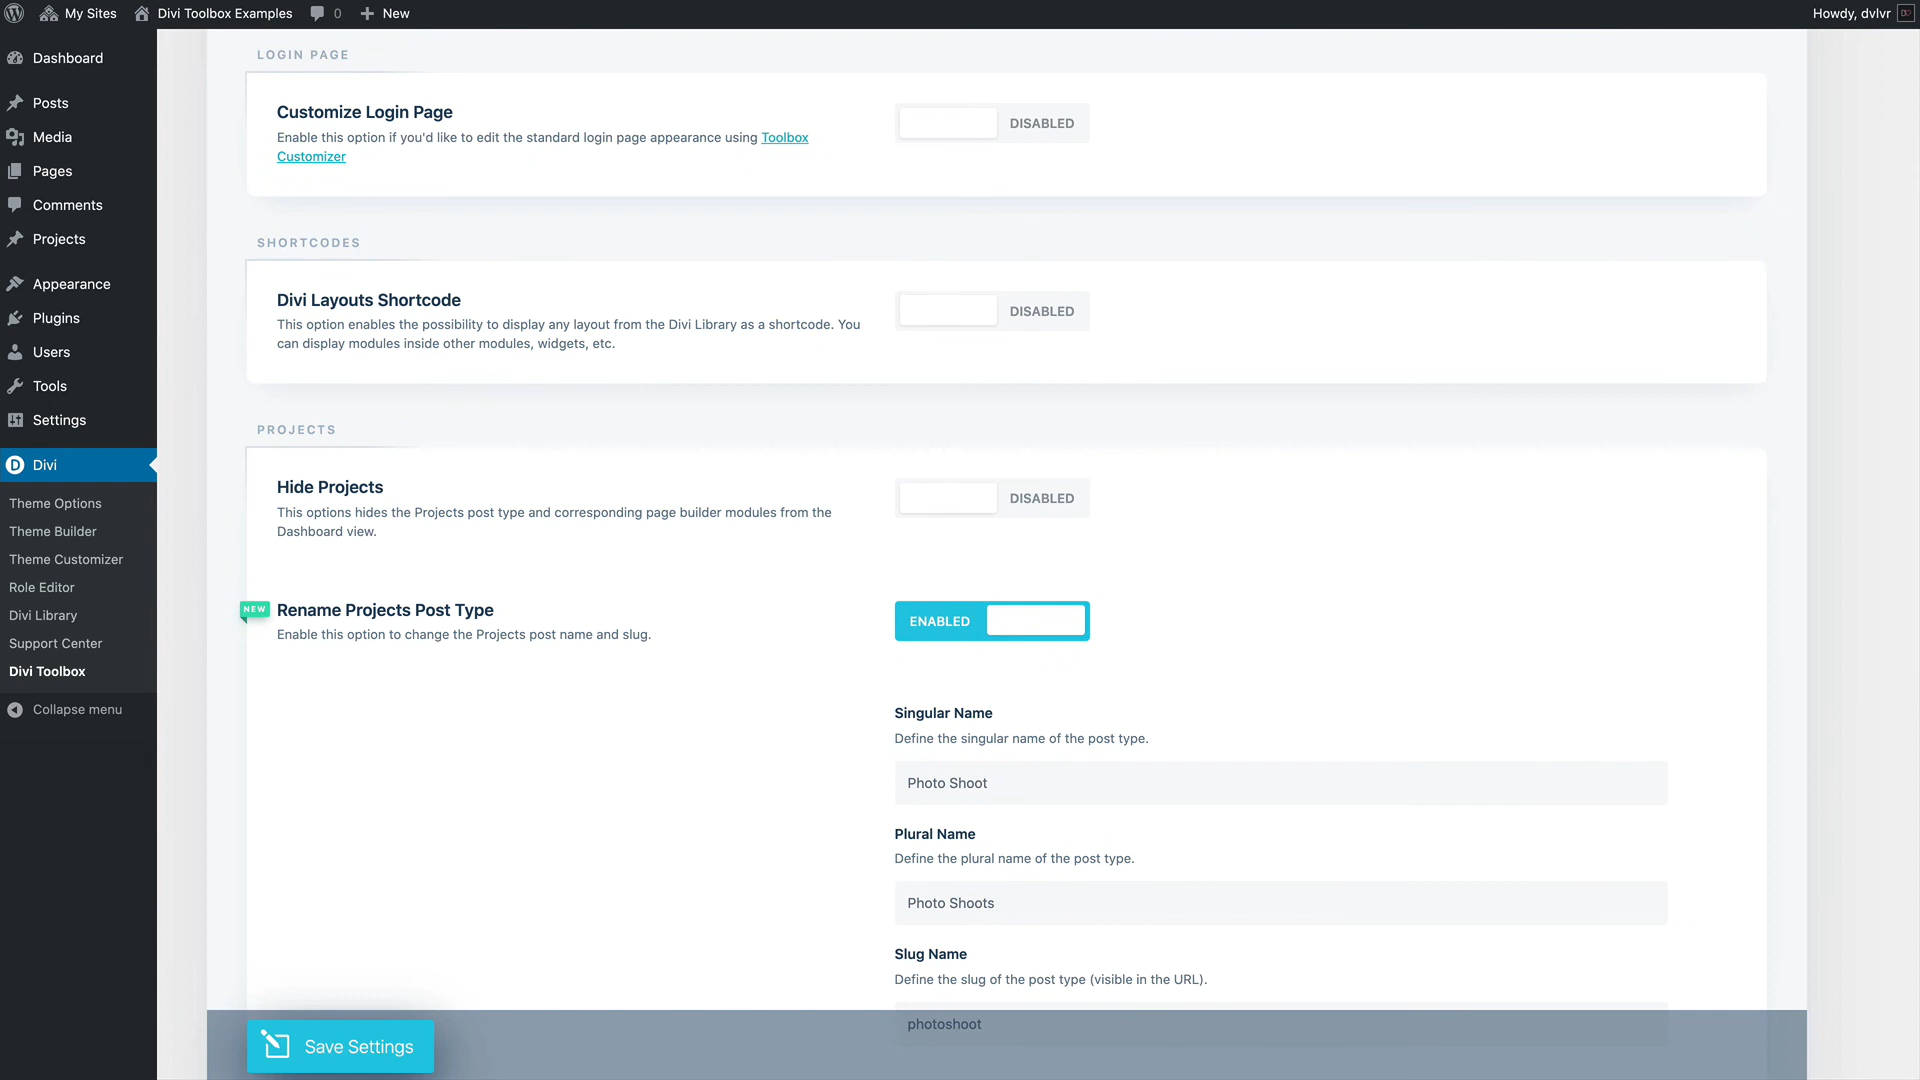 My Sites
Divi Toolbox Examples
0
New
Howdy, dvlvr
Dashboard
Posts
Media
Pages
Comments
Projects
Appearance
Plugins
Users
Tools
Settings
Divi
Theme Options
Theme Builder
Theme Customizer
Role Editor
Divi Library
Support Center
Divi Toolbox
Collapse menu
LOGIN PAGE
Customize Login Page
Enable this option if you'd like to edit the standard login page appearance using Toolbox
Customizer
DISABLED
SHORTCODES
Divi Layouts Shortcode
This option enables the possibility to display any layout from the Divi Library as a shortcode. You
can display modules inside other modules, widgets, etc.
DISABLED
PROJECTS
Hide Projects
This options hides the Projects post type and corresponding page builder modules from the
Dashboard view.
DISABLED
NEW
Rename Projects Post Type
Enable this option to change the Projects post name and slug.
ENABLED
Singular Name
Define the singular name of the post type.
Photo Shoot
Plural Name
Define the plural name of the post type.
Photo Shoots
Slug Name
Define the slug of the post type (visible in the URL).
photoshoot
Save Settings